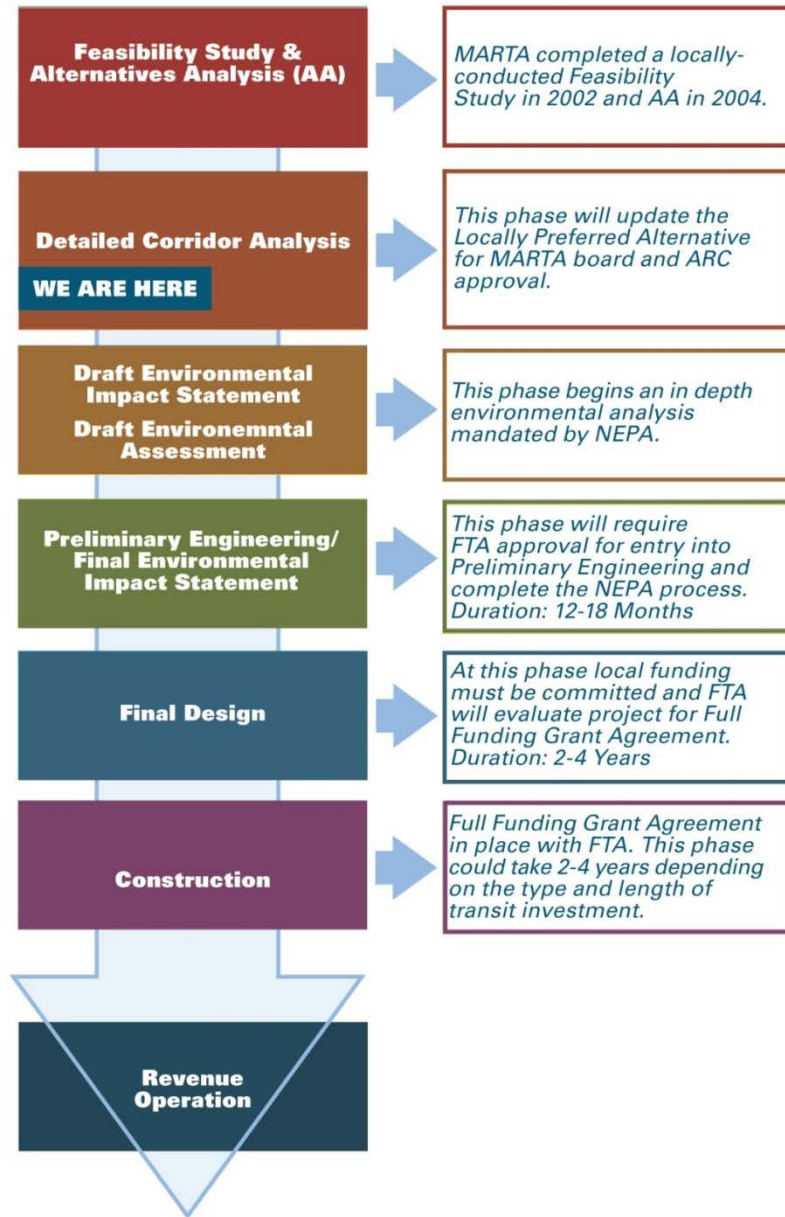 Feasibility Study &
Alternatives Analysis (AA)
MARTA completed a locally-
conducted Feasibility
Study in 2002 and AA in 2004.
Detailed Corridor Analysis
WE ARE HERE
This phase will update the
Locally Preferred Alternative
for MARTA board and ARC
approval.
Draft Environmental
Impact Statement
Draft Environemntal
Assessment
This phase begins an in depth
environmental analysis
mandated by NEPA.
Preliminary Engineering/
Final Environmental
Impact Statement
This phase will require
FTA approval for entry into
Preliminary Engineering and
complete the NEPA process.
Duration: 12-18 Months
Final Design
At this phase local funding
must be committed and FTA
will evaluate project for Full
Funding Grant Agreement.
Duration: 2-4 Years
Construction
Full Funding Grant Agreement
in place with FTA. This phase
could take 2-4 years depending
on the type and length of
transit investment.
Revenue
Operation